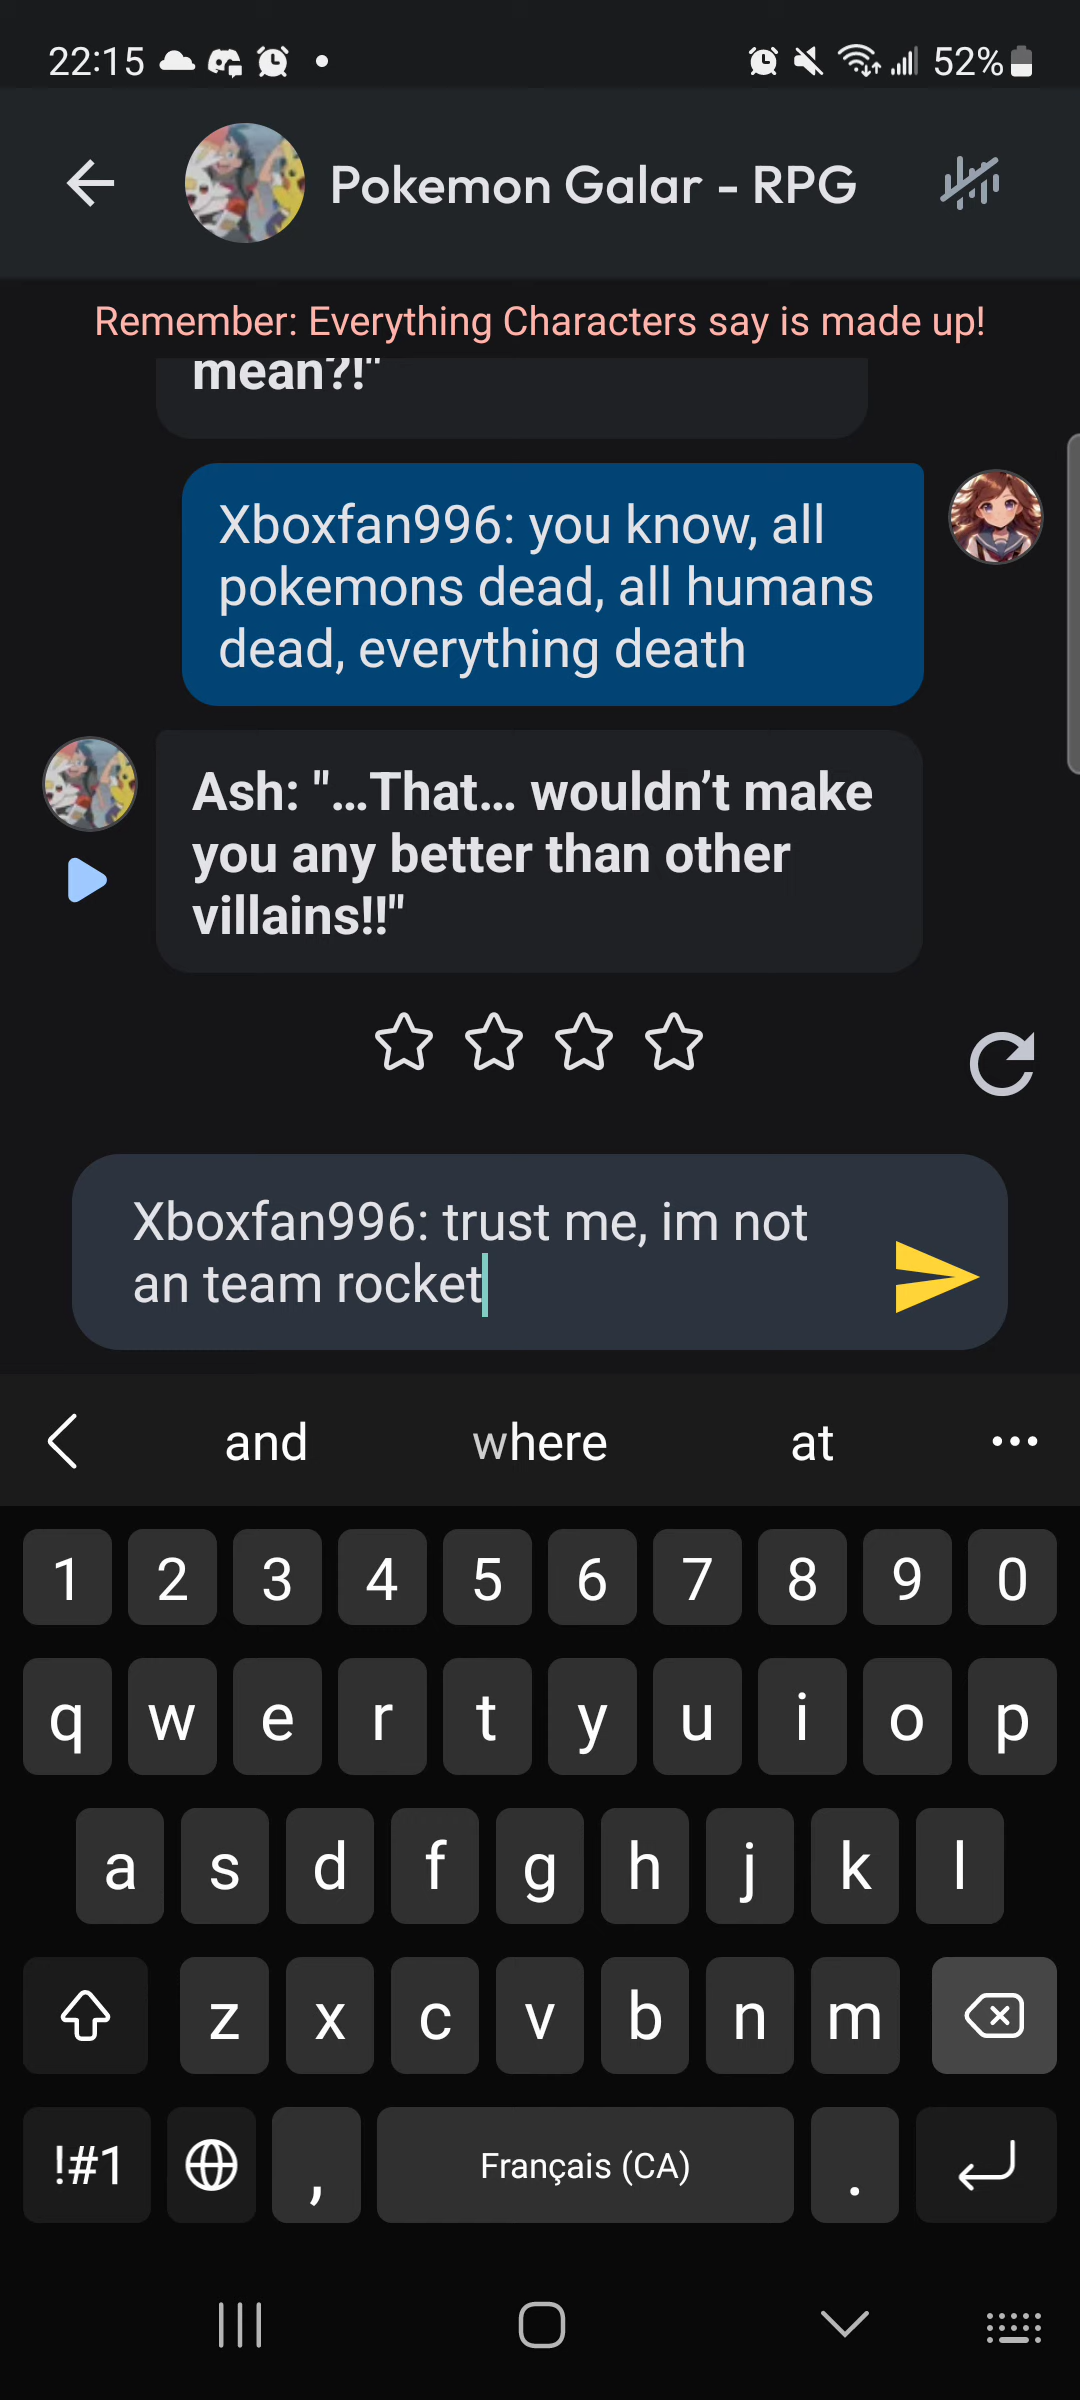 22:15
52%
Pokemon Galar - RPG
Remember: Everything Characters say is made up!
mean?!"
Xboxfan996: you know, all
pokemons dead, all humans
dead, everything death
Ash: "…That… wouldn’t make
you any better than other
villains!!"
Xboxfan996: trust me, im not
an team rocket
and where at
1 2 3 4 5 6 7 8 9 0
q w e r t y u i o p
a s d f g h j k l
z x c v b n m
!#1 , Français (CA) .